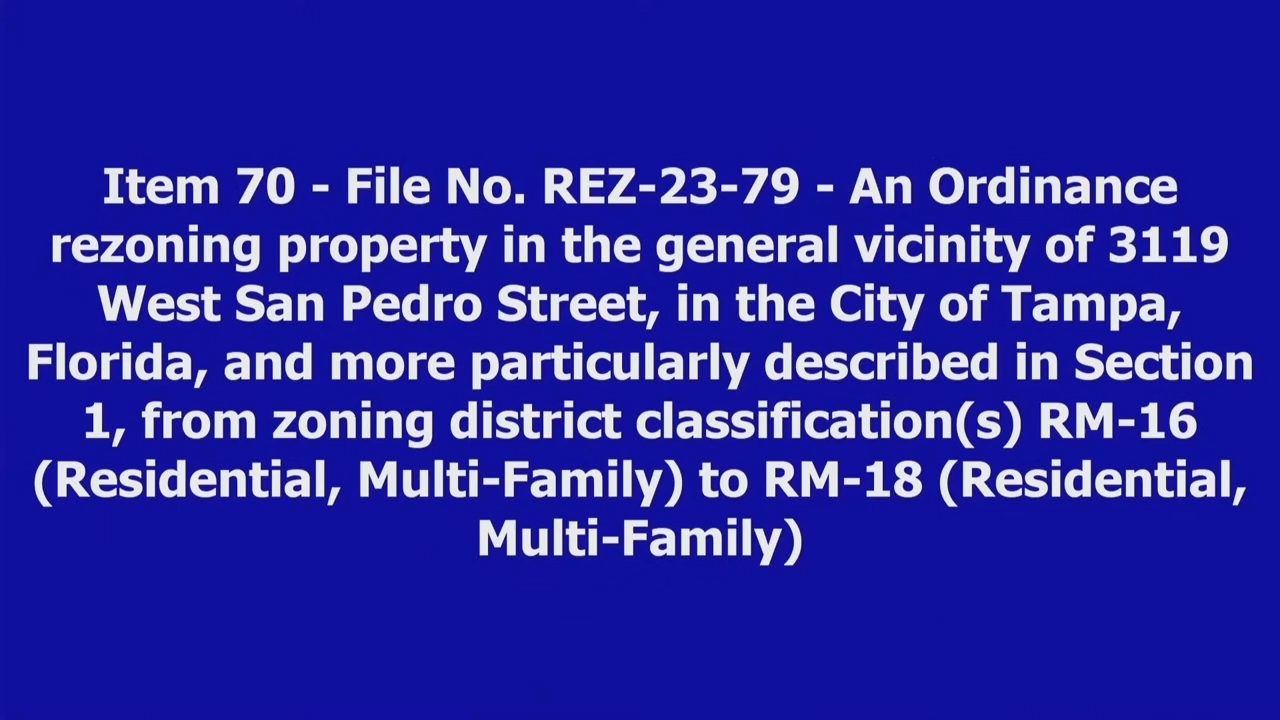 Item 70 - File No. REZ-23-79 - An Ordinance
rezoning property in the general vicinity of 3119
West San Pedro Street, in the City of Tampa,
Florida, and more particularly described in Section
1, from zoning district classification(s) RM-16
(Residential, Multi-Family) to RM-18 (Residential,
Multi-Family)